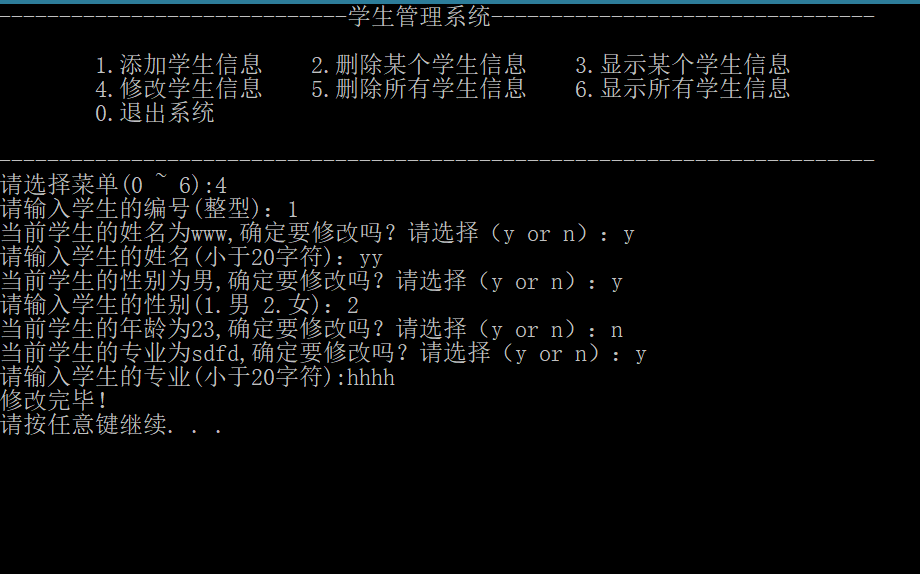 -----------------------------学生管理系统--------------------------------
1.添加学生信息    2.删除某个学生信息    3.显示某个学生信息
4.修改学生信息    5.删除所有学生信息    6.显示所有学生信息
0.退出系统
-------------------------------------------------------------------------
请选择菜单(0 ~ 6):4
请输入学生的编号(整型): 1
当前学生的姓名为www,确定要修改吗? 请选择（y or n）: y
请输入学生的姓名(小于20字符): yy
当前学生的性别为男,确定要修改吗? 请选择（y or n）: y
请输入学生的性别(1.男 2.女): 2
当前学生的年龄为23,确定要修改吗? 请选择（y or n）: n
当前学生的专业为sdfd,确定要修改吗? 请选择（y or n）: y
请输入学生的专业(小于20字符):hhhh
修改完毕!
请按任意键继续. . .